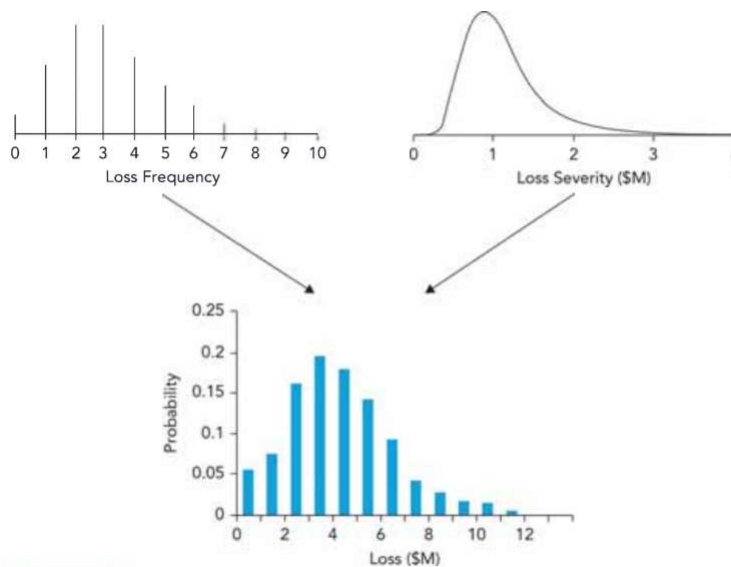 0 1 2 3 4 5 6 7 8 9 10
Loss Frequency
0 1 2 3
Loss Severity ($M)
0.25
0.2
0.15
0.1
0.05
0
Probability
0 2 4 6 8 10 12
Loss ($M)